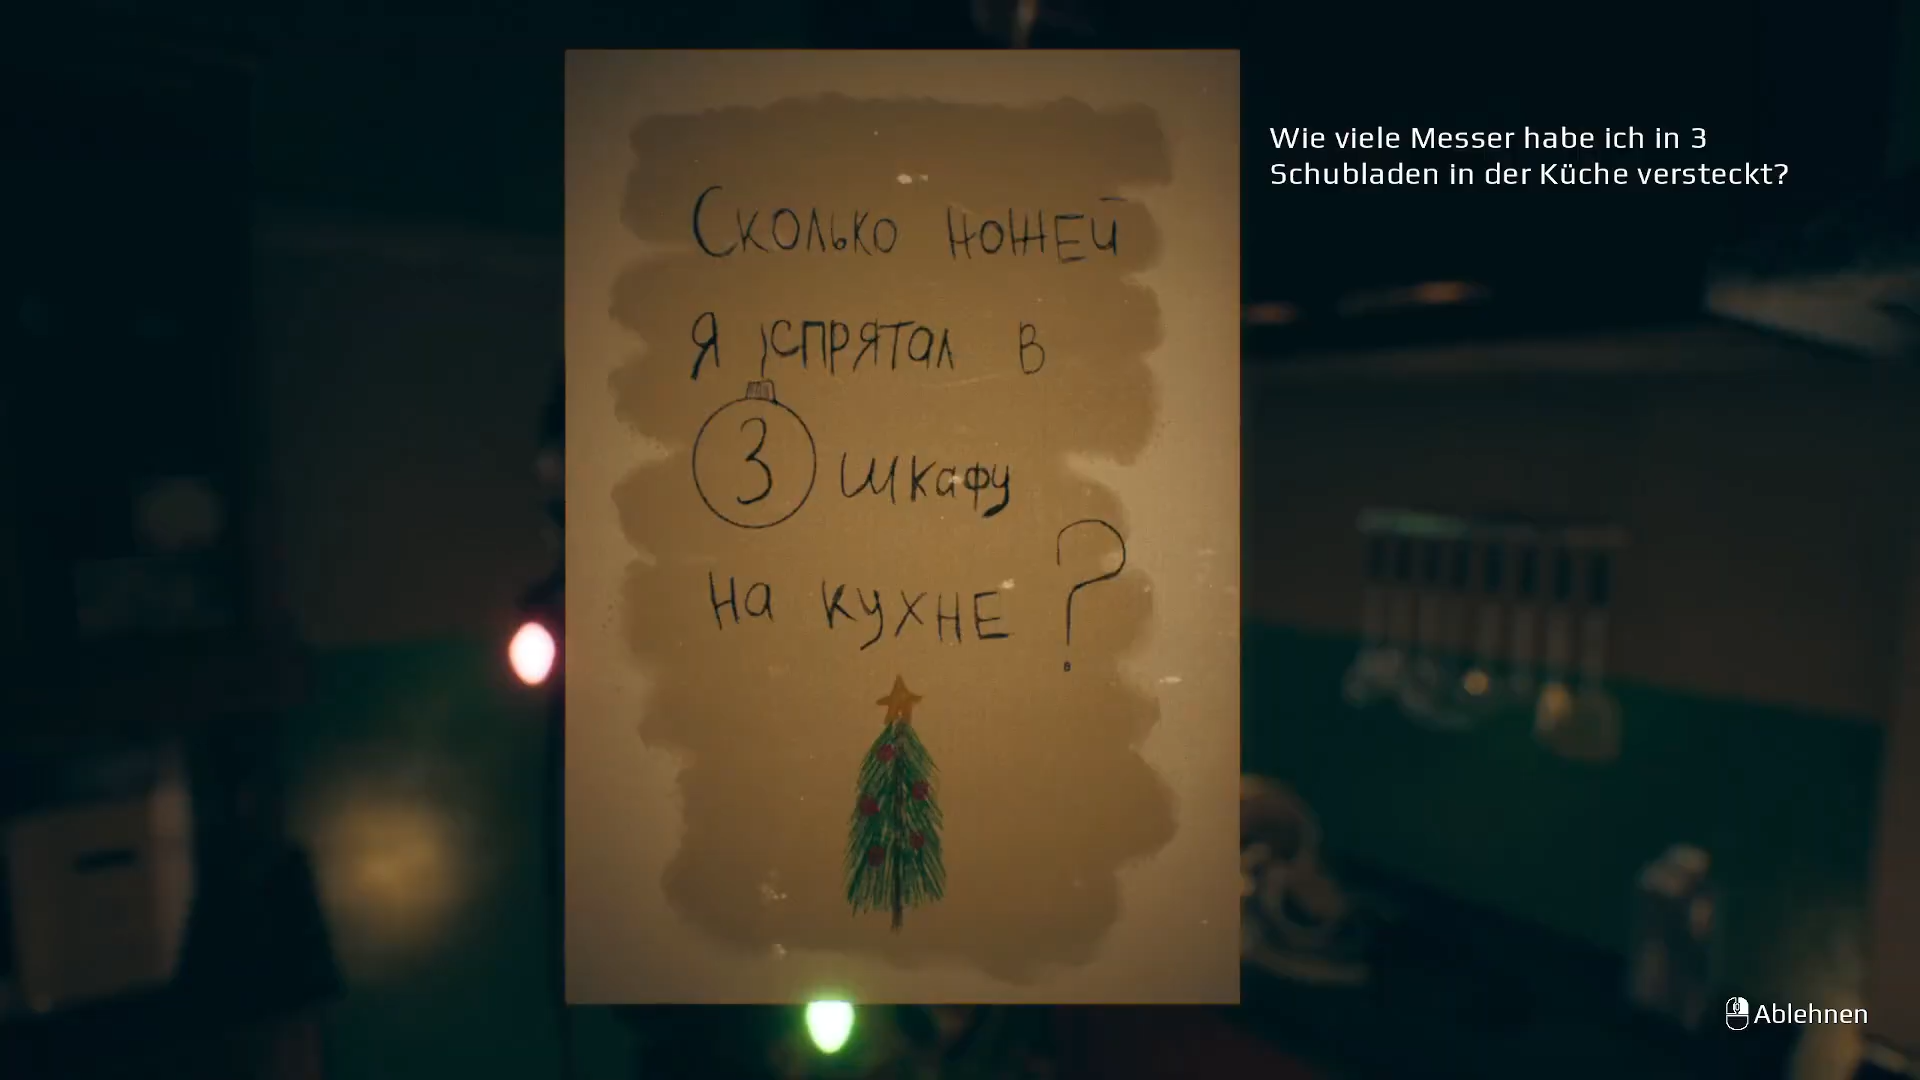 Сколько ножей
я спрятал в
3 шкафу
на кухне?
Wie viele Messer habe ich in 3
Schubladen in der Küche versteckt?
Ablehnen